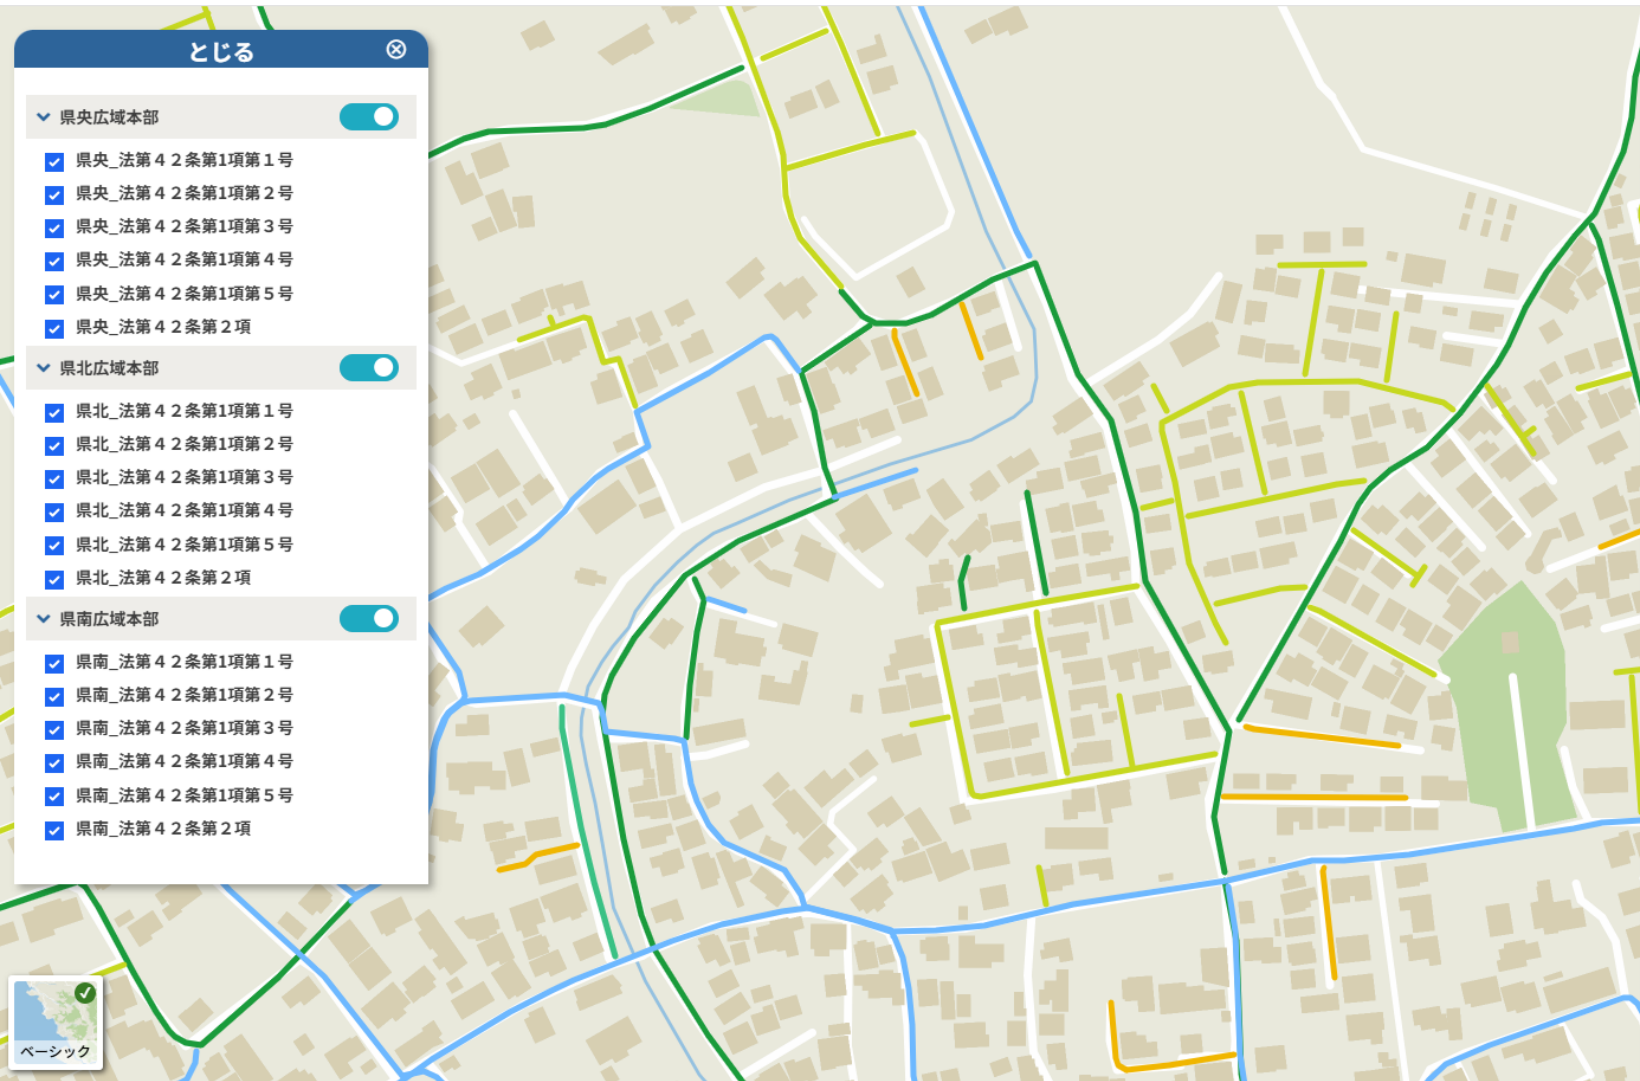 とじる
県央広域本部
県央_法第４２条第1項第１号
県央_法第４２条第1項第２号
県央_法第４２条第1項第３号
県央_法第４２条第1項第４号
県央_法第４２条第1項第５号
県央_法第４２条第２項
県北広域本部
県北_法第４２条第1項第１号
県北_法第４２条第1項第２号
県北_法第４２条第1項第３号
県北_法第４２条第1項第４号
県北_法第４２条第1項第５号
県北_法第４２条第２項
県南広域本部
県南_法第４２条第1項第１号
県南_法第４２条第1項第２号
県南_法第４２条第1項第３号
県南_法第４２条第1項第４号
県南_法第４２条第1項第５号
県南_法第４２条第２項
ベーシック